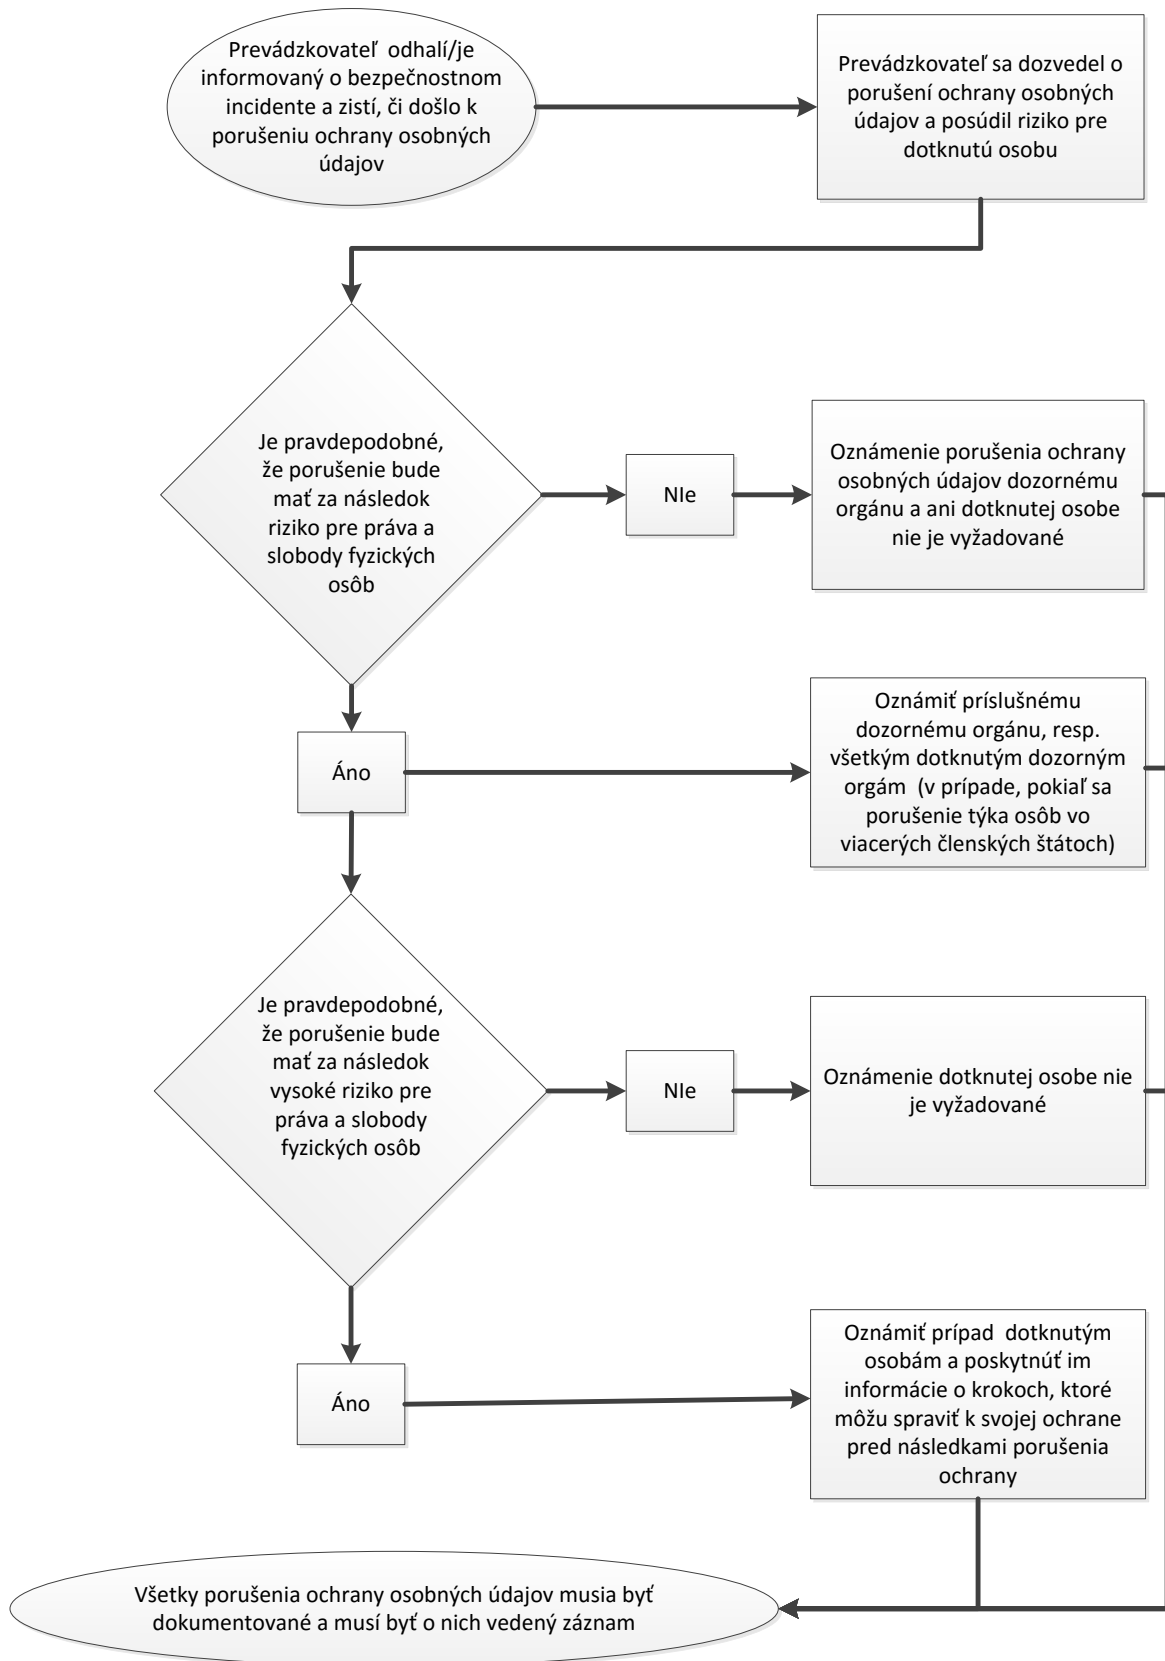 Prevádzkovateľ odhalí/je
informovaný o bezpečnostnom
incidente a zistí, či došlo k
porušeniu ochrany osobných
údajov
Prevádzkovateľ sa dozvedel o
porušení ochrany osobných
údajov a posúdil riziko pre
dotknutú osobu
Je pravdepodobné,
že porušenie bude
mať za následok
riziko pre práva a
slobody fyzických
osôb
NIe
Oznámenie porušenia ochrany
osobných údajov dozornému
orgánu a ani dotknutej osobe
nie je vyžadované
Áno
Oznámiť príslušnému
dozornému orgánu, resp.
všetkým dotknutým dozorným
orgám (v prípade, pokiaľ sa
porušenie týka osôb vo
viacerých členských štátoch)
Je pravdepodobné,
že porušenie bude
mať za následok
vysoké riziko pre
práva a slobody
fyzických osôb
NIe
Oznámenie dotknutej osobe nie
je vyžadované
Áno
Oznámiť prípad dotknutým
osobám a poskytnúť im
informácie o krokoch, ktoré
môžu spraviť k svojej ochrane
pred následkami porušenia
ochrany
Všetky porušenia ochrany osobných údajov musia byť
dokumentované a musí byť o nich vedený záznam